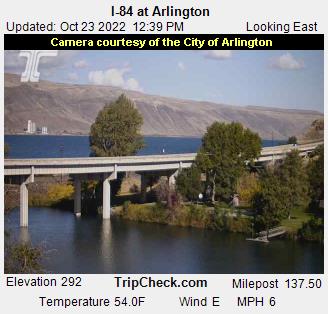 I-84 at Arlington
Updated: Oct 23 2022 12:39 PM Looking East
Camera courtesy of the City of Arlington
Elevation 292 TripCheck.com Milepost 137.50
Temperature 54.0F Wind E MPH 6